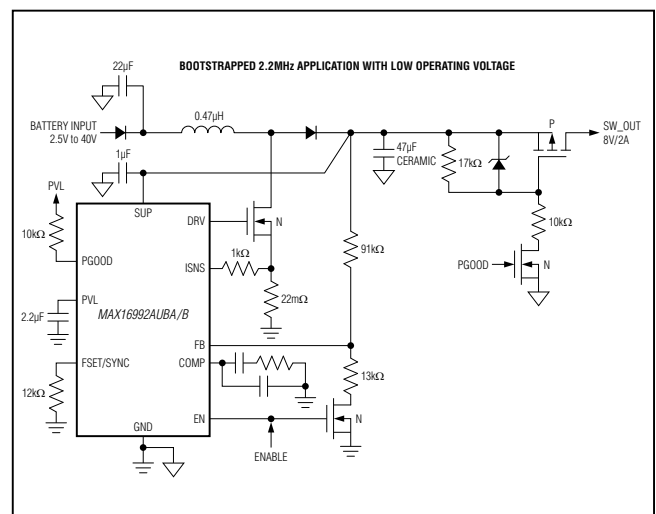 BOOTSTRAPPED 2.2MHz APPLICATION WITH LOW OPERATING VOLTAGE
22µF
0.47µH
BATTERY INPUT
2.5V to 40V
P
SW_OUT
8V/2A
47µF
CERAMIC
17kΩ
1µF
PVL
SUP
DRV
N
10kΩ
91kΩ
10kΩ
PGOOD
ISNS
1kΩ
PGOOD
N
PVL
22mΩ
2.2µF
MAX16992AUBA/B
FB
FSET/SYNC
COMP
13kΩ
12kΩ
EN
N
GND
ENABLE